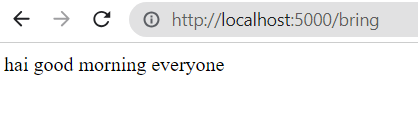 http://localhost:5000/bring
hai good morning everyone